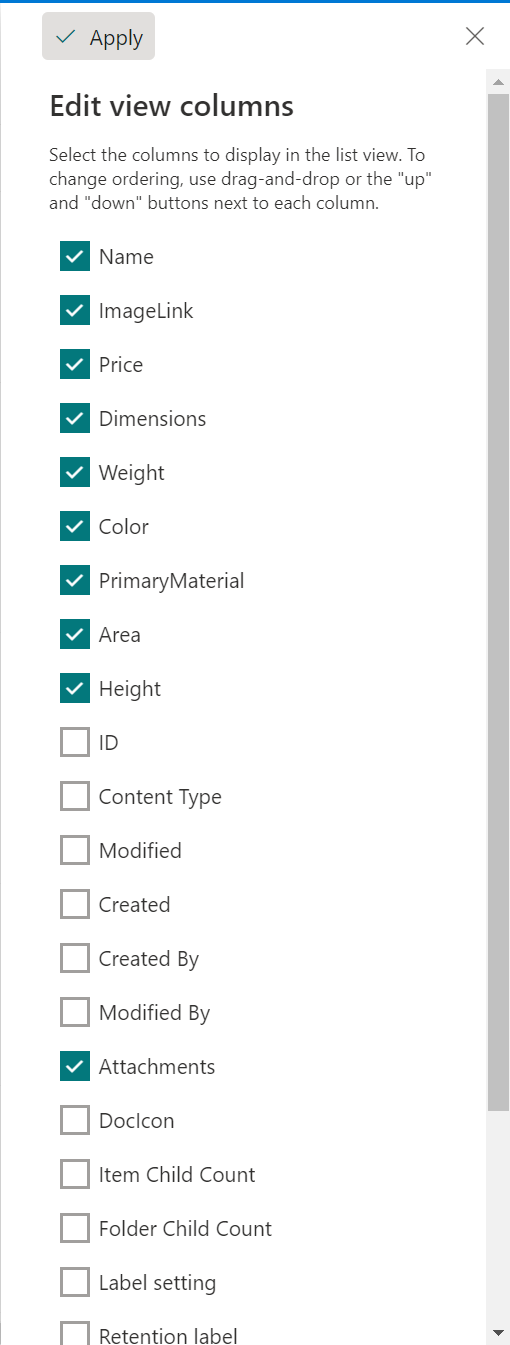 Apply
Edit view columns
Select the columns to display in the list view. To
change ordering, use drag-and-drop or the "up"
and "down" buttons next to each column.
Name
ImageLink
Price
Dimensions
Weight
Color
PrimaryMaterial
Area
Height
ID
Content Type
Modified
Created
Created By
Modified By
Attachments
DocIcon
Item Child Count
Folder Child Count
Label setting
Retention label